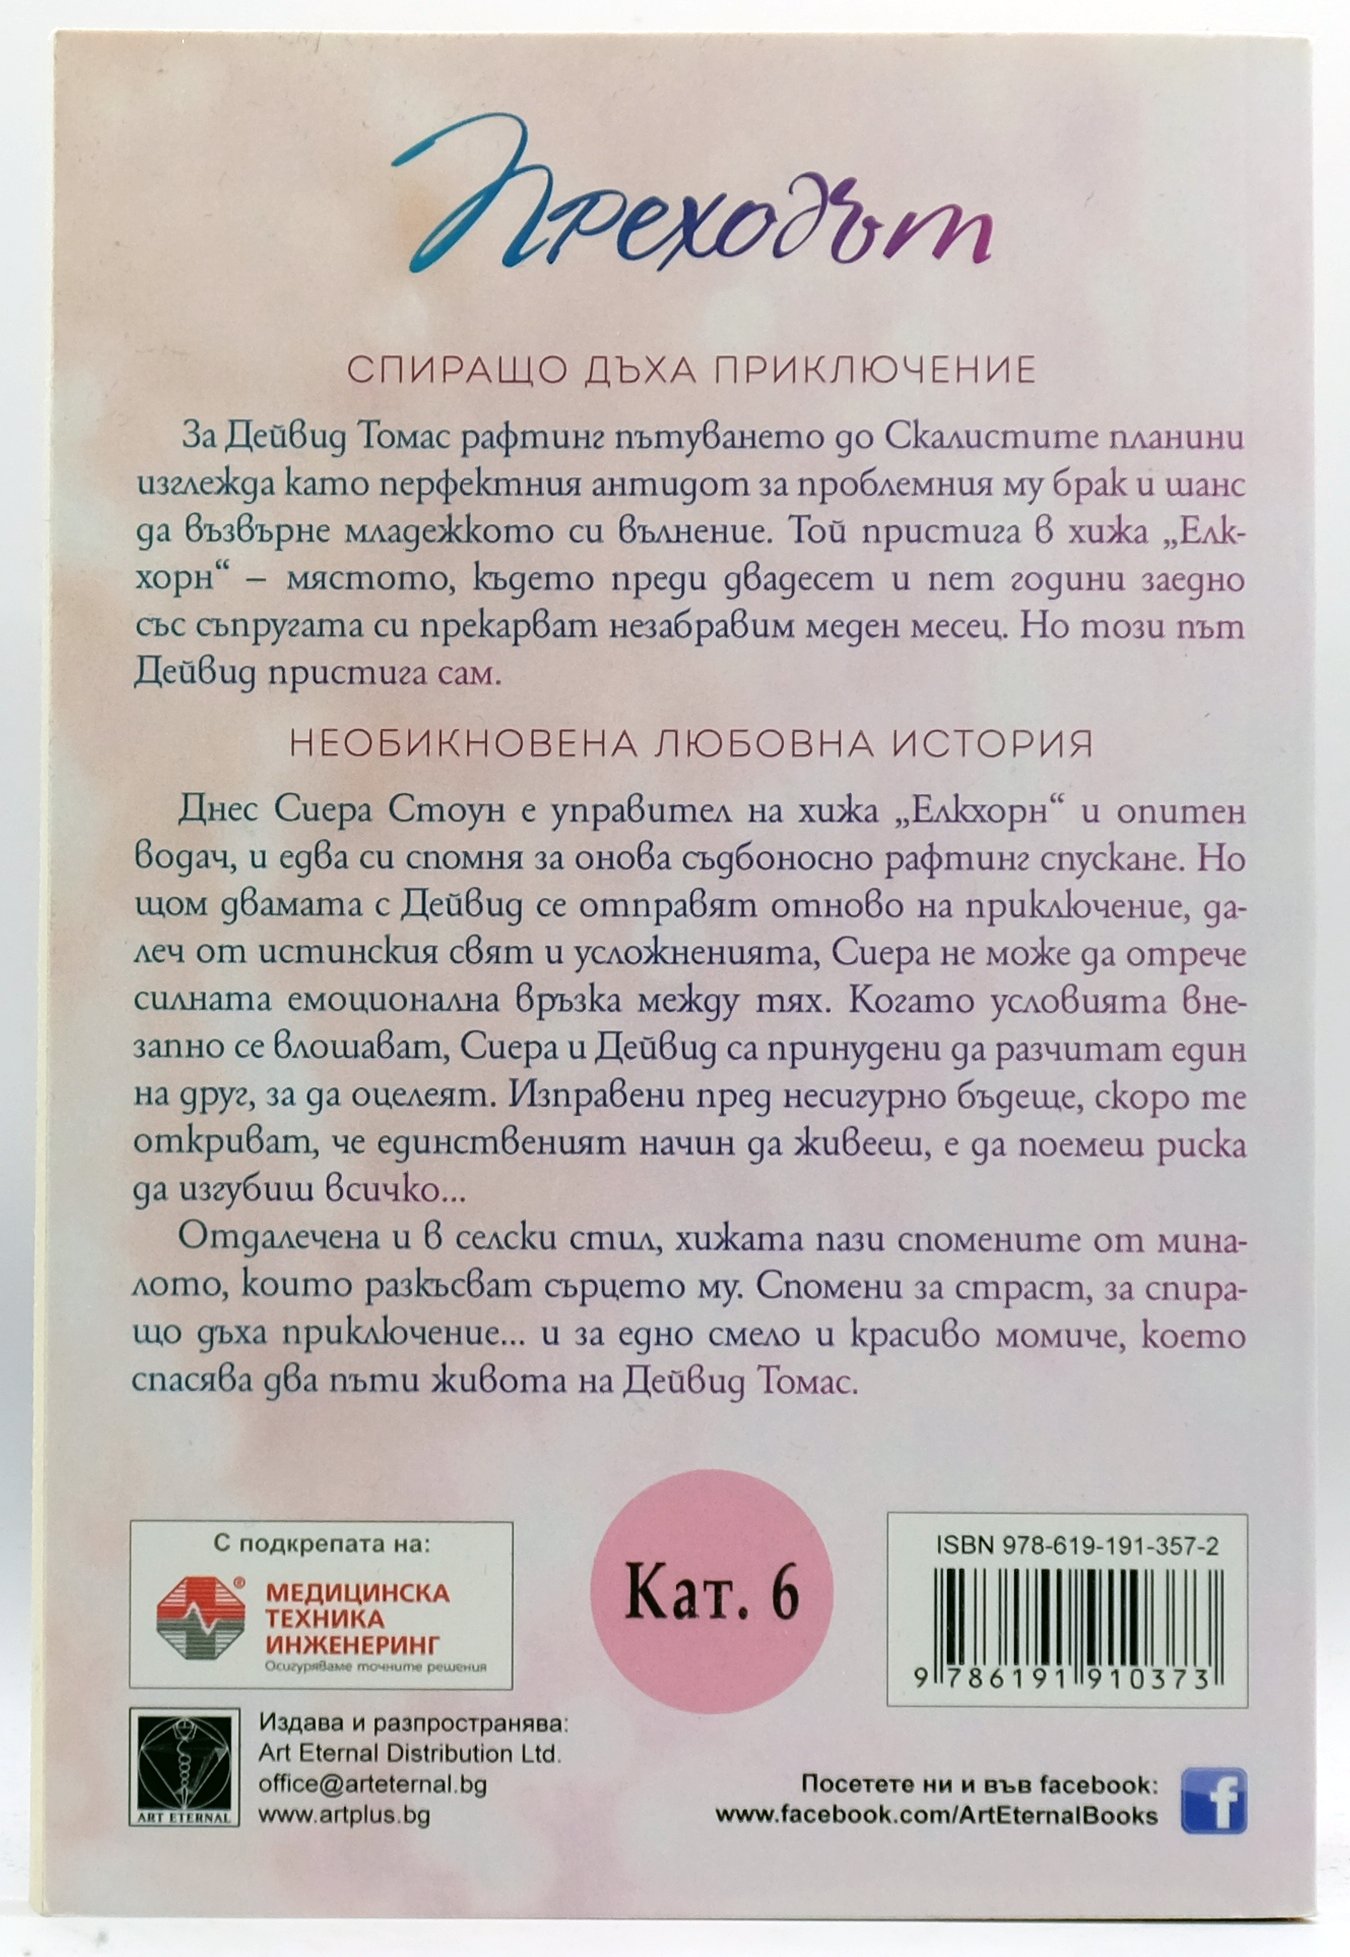 Преходът
СПИРАЩО ДЪХА ПРИКЛЮЧЕНИЕ
За Дейвид Томас рафтинг пътуването до Скалистите планини
изглежда като перфектния антидот за проблемния му брак и шанс
да възвърне младежкото си вълнение. Той пристига в хижа „Елк-
хорн“ – мястото, където преди двадесет и пет години заедно
със съпругата си прекарват незабравим меден месец. Но този път
Дейвид пристига сам.
НЕОБИКНОВЕНА ЛЮБОВНА ИСТОРИЯ
Днес Сиера Стоун е управител на хижа „Елкхорн“ и опитен
водач, и едва си спомня за онова съдбоносно рафтинг спускане. Но
щом двамата с Дейвид се отправят отново на приключение, да-
леч от истинския свят и усложненията, Сиера не може да отрече
силната емоционална връзка между тях. Когато условията вне-
запно се влошават, Сиера и Дейвид са принудени да разчитат един
на друг, за да оцелеят. Изправени пред несигурно бъдеще, скоро те
откриват, че единственият начин да живееш, е да поемеш риска
да изгубиш всичко...
Отдалечена и в селски стил, хижата пази спомените от мина-
лото, които разкъсват сърцето му. Спомени за страст, за спира-
що дъха приключение... и за едно смело и красиво момиче, което
спасява два пъти живота на Дейвид Томас.
С подкрепата на:
МЕДИЦИНСКА
ТЕХНИКА
ИНЖЕНЕРИНГ
®
Осигуряваме точните решения
Кат. 6
ISBN 978-619-191-357-2
9 786191 910373
ART ETERNAL
Издава и разпространява:
Art Eternal Distribution Ltd.
office@arteternal.bg
www.artplus.bg
Посетете ни и във facebook:
www.facebook.com/ArtEternalBooks
f